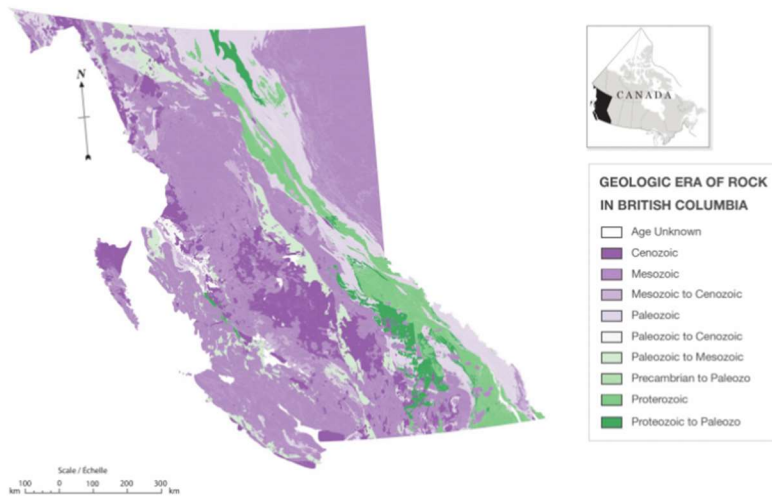 N
CANADA
GEOLOGIC ERA OF ROCK
IN BRITISH COLUMBIA
Age Unknown
Cenozoic
Mesozoic
Mesozoic to Cenozoic
Paleozoic
Paleozoic to Cenozoic
Paleozoic to Mesozoic
Precambrian to Paleozo
Proterozoic
Proteozoic to Paleozo
Scale / Échelle
100 0 100 200 300
km km